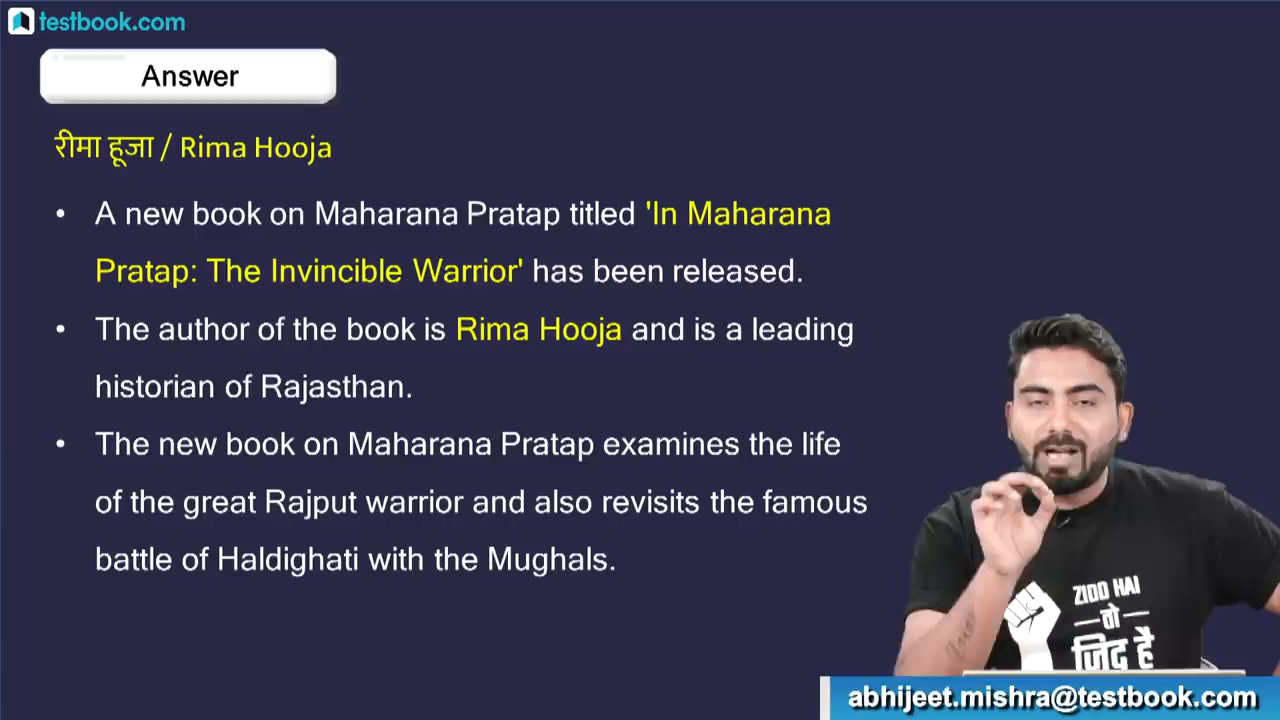 testbook.com
Answer
रीमा हूजा / Rima Hooja
• A new book on Maharana Pratap titled 'In Maharana
Pratap: The Invincible Warrior' has been released.
• The author of the book is Rima Hooja and is a leading
historian of Rajasthan.
• The new book on Maharana Pratap examines the life
of the great Rajput warrior and also revisits the famous
battle of Haldighati with the Mughals.
ZIDD HAI
तो
ज़िद है
abhijeet.mishra@testbook.com